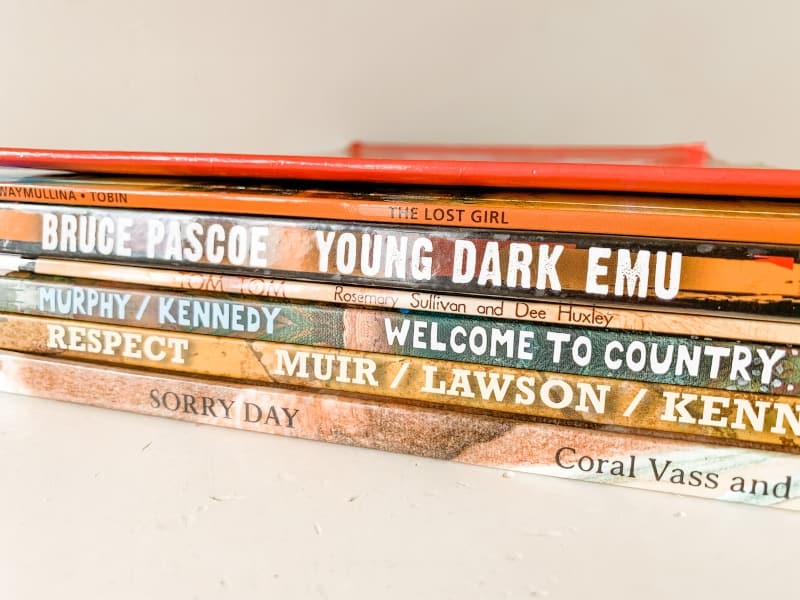 WAYMULLINA • TOBIN THE LOST GIRL
BRUCE PASCOE YOUNG DARK EMU
TOM TOM Rosemary Sullivan and Dee Huxley
MURPHY / KENNEDY WELCOME TO COUNTRY
RESPECT MUIR / LAWSON / KENN
SORRY DAY Coral Vass and